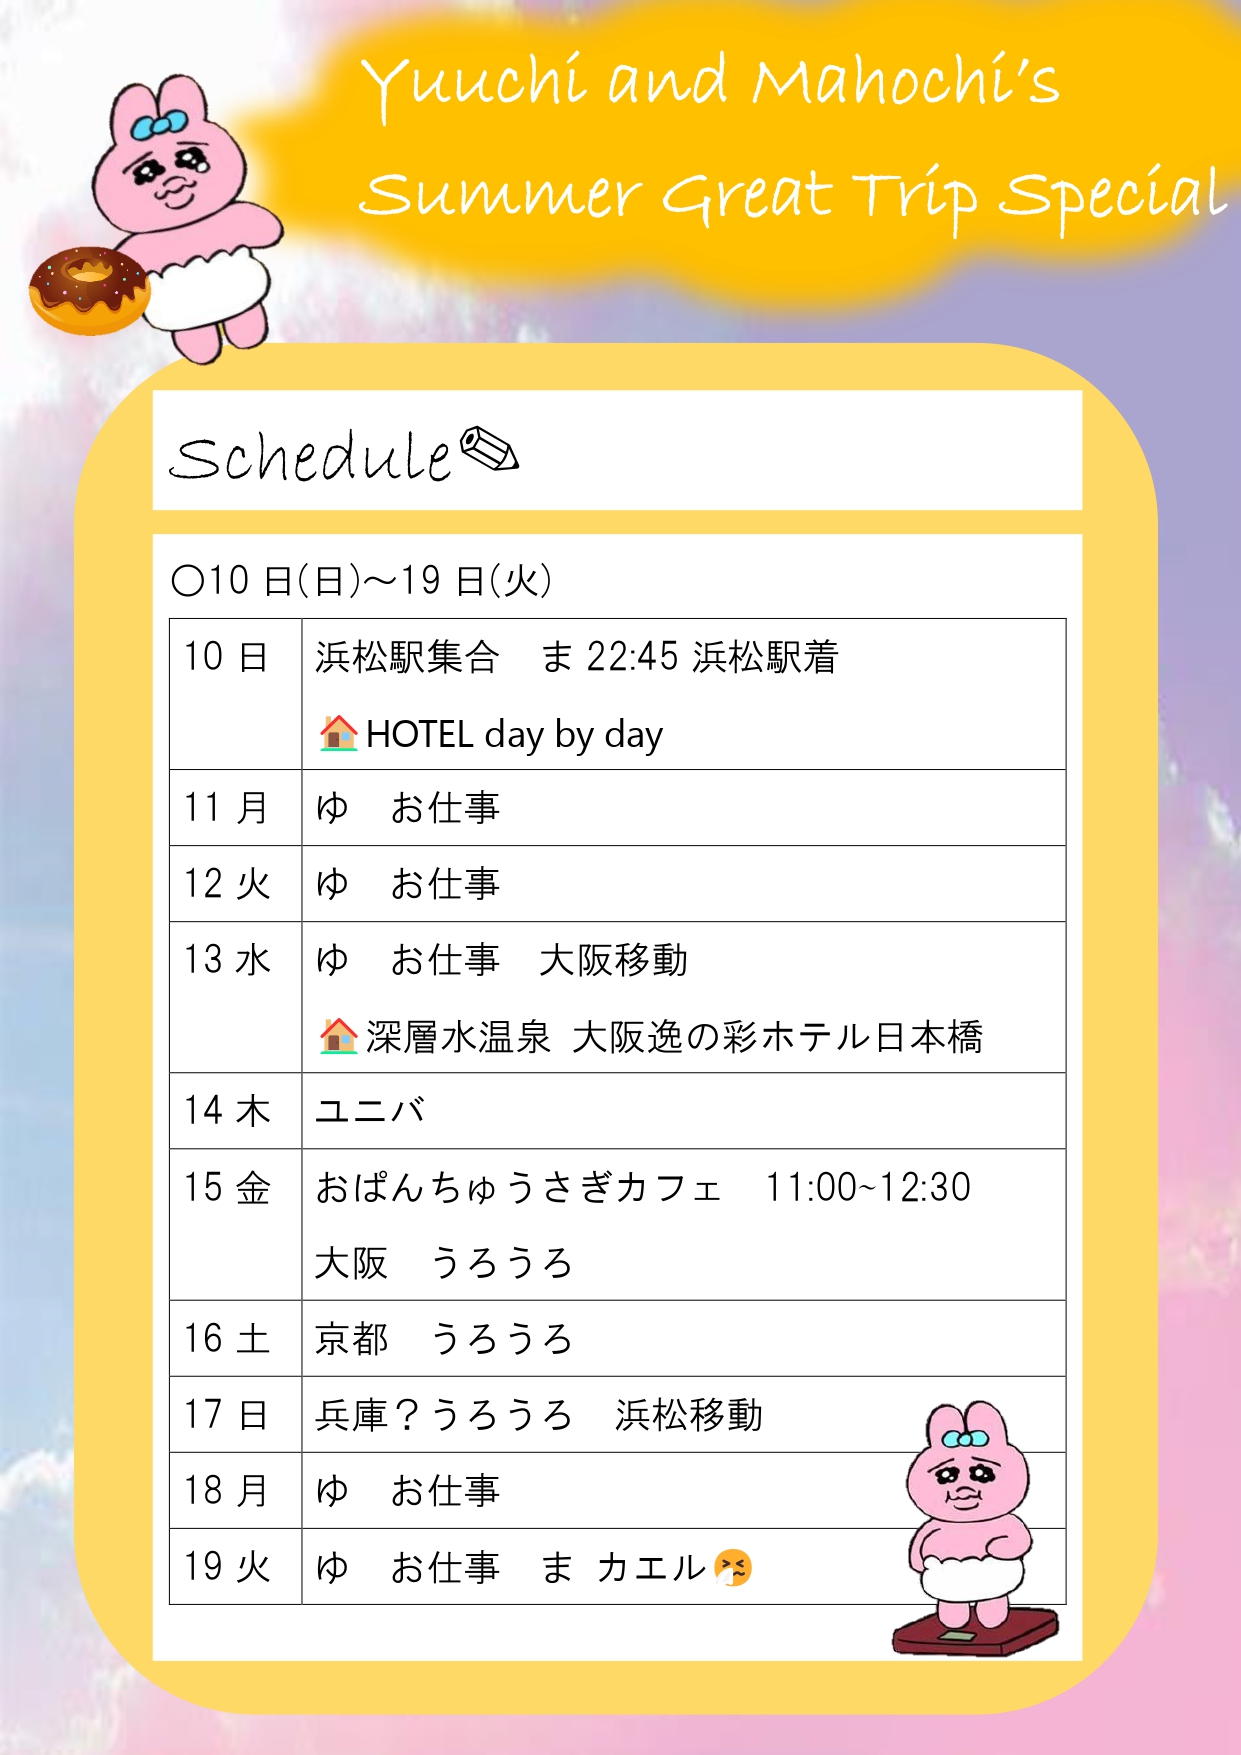 Yuuchi and Mahochi's
Summer Great Trip Special
Schedule
〇10 日(日)～19 日(火)
10 日 浜松駅集合　ま 22:45 浜松駅着
HOTEL day by day
11 月 ゆ　お仕事
12 火 ゆ　お仕事
13 水 ゆ　お仕事　大阪移動
深層水温泉 大阪逸の彩ホテル日本橋
14 木 ユニバ
15 金 おぱんちゅうさぎカフェ　11:00~12:30
大阪　うろうろ
16 土 京都　うろうろ
17 日 兵庫？うろうろ　浜松移動
18 月 ゆ　お仕事
19 火 ゆ　お仕事　ま カエル